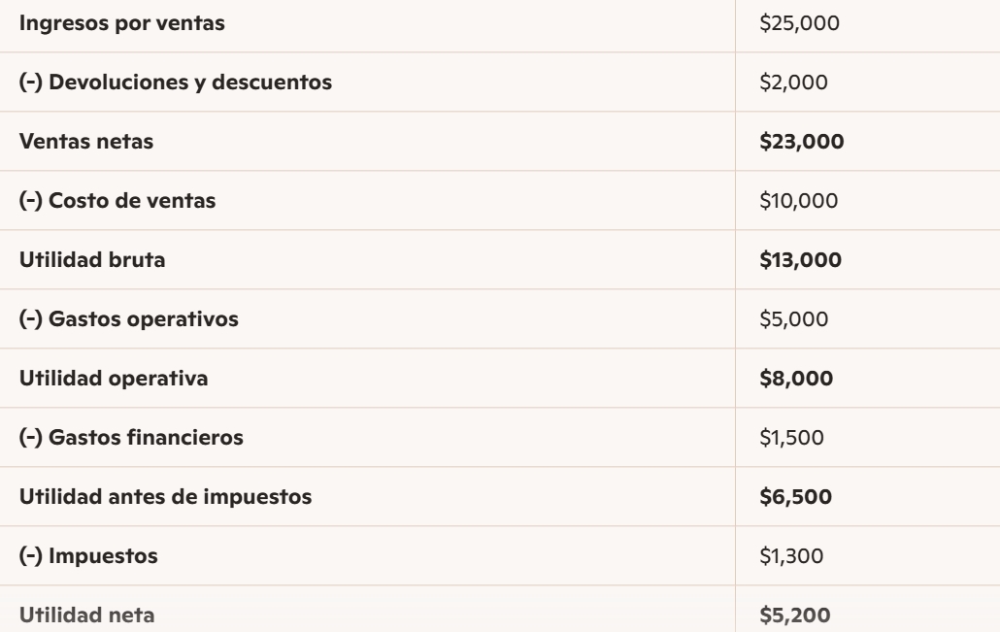 Ingresos por ventas $25,000
(-) Devoluciones y descuentos $2,000
Ventas netas $23,000
(-) Costo de ventas $10,000
Utilidad bruta $13,000
(-) Gastos operativos $5,000
Utilidad operativa $8,000
(-) Gastos financieros $1,500
Utilidad antes de impuestos $6,500
(-) Impuestos $1,300
Utilidad neta $5,200